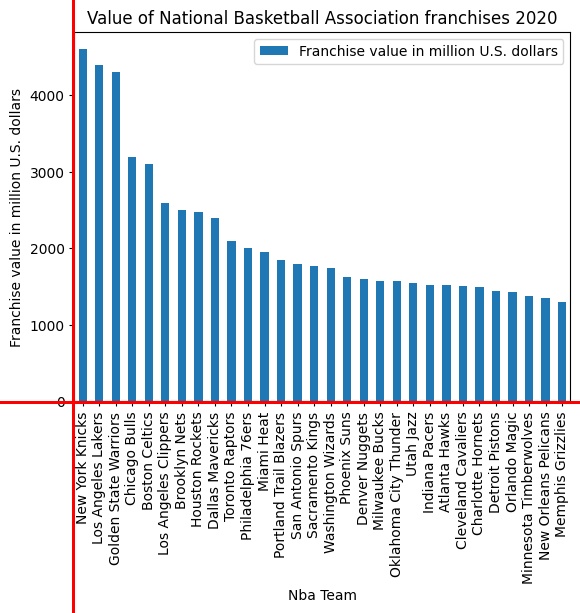 Value of National Basketball Association franchises 2020
Franchise value in million U.S. dollars
Franchise value in million U.S. dollars
4000
3000
2000
1000
0
New York Knicks
Los Angeles Lakers
Golden State Warriors
Chicago Bulls
Boston Celtics
Los Angeles Clippers
Brooklyn Nets
Houston Rockets
Dallas Mavericks
Toronto Raptors
Philadelphia 76ers
Miami Heat
Portland Trail Blazers
San Antonio Spurs
Sacramento Kings
Washington Wizards
Phoenix Suns
Denver Nuggets
Milwaukee Bucks
Oklahoma City Thunder
Utah Jazz
Indiana Pacers
Atlanta Hawks
Cleveland Cavaliers
Charlotte Hornets
Detroit Pistons
Orlando Magic
Minnesota Timberwolves
New Orleans Pelicans
Memphis Grizzlies
Nba Team